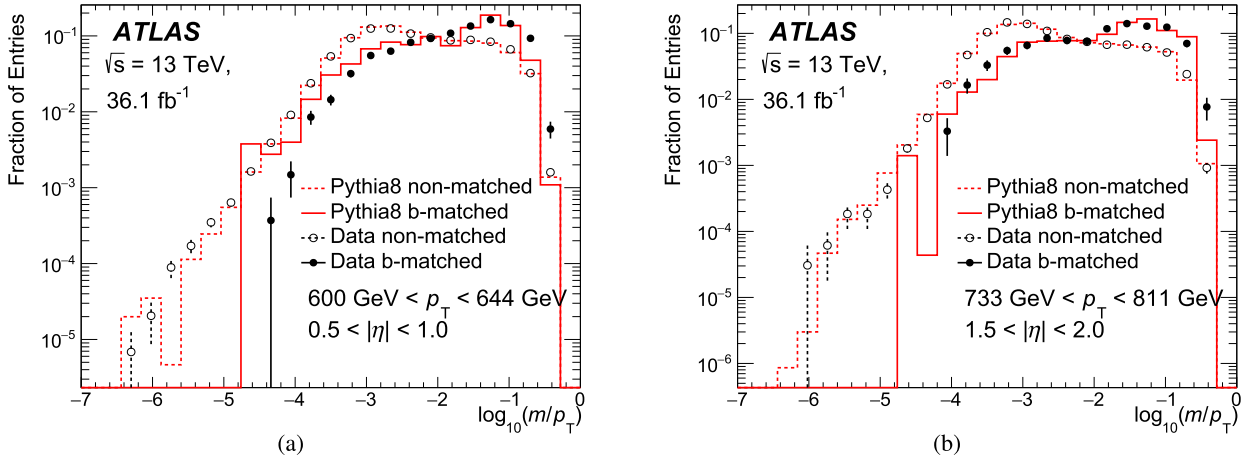 ATLAS
√s = 13 TeV,
36.1 fb⁻¹
Fraction of Entries
10⁻¹
10⁻²
10⁻³
10⁻⁴
10⁻⁵
Pythia8 non-matched
Pythia8 b-matched
Data non-matched
Data b-matched
600 GeV < p_T < 644 GeV
0.5 < |η| < 1.0
−7 −6 −5 −4 −3 −2 −1 0
log₁₀(m/p_T)
(a)
ATLAS
√s = 13 TeV,
36.1 fb⁻¹
Fraction of Entries
10⁻¹
10⁻²
10⁻³
10⁻⁴
10⁻⁵
10⁻⁶
Pythia8 non-matched
Pythia8 b-matched
Data non-matched
Data b-matched
733 GeV < p_T < 811 GeV
1.5 < |η| < 2.0
−7 −6 −5 −4 −3 −2 −1 0
log₁₀(m/p_T)
(b)